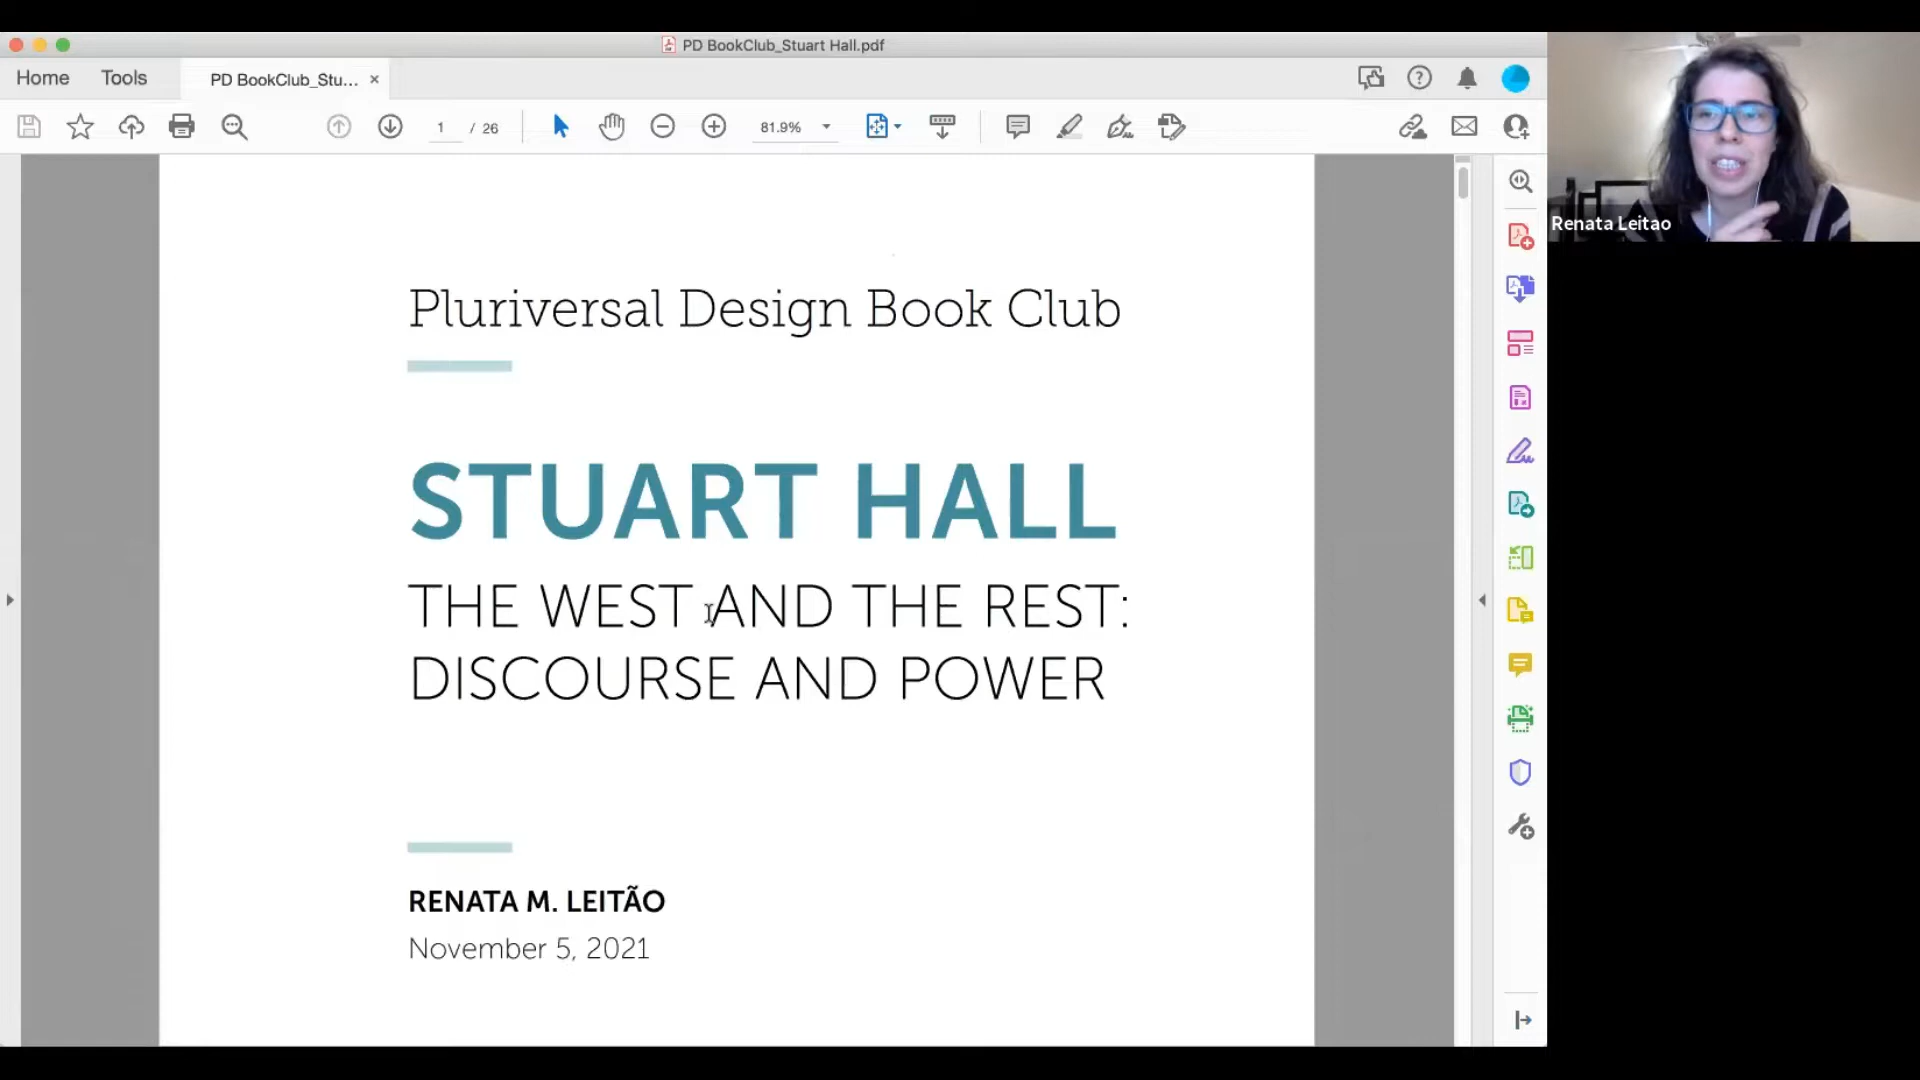 PD BookClub_Stuart Hall.pdf
Home
Tools
PD BookClub_Stu... ×
1 / 26
81.9%
Renata Leitao
Pluriversal Design Book Club
STUART HALL
THE WEST AND THE REST:
DISCOURSE AND POWER
RENATA M. LEITÃO
November 5, 2021